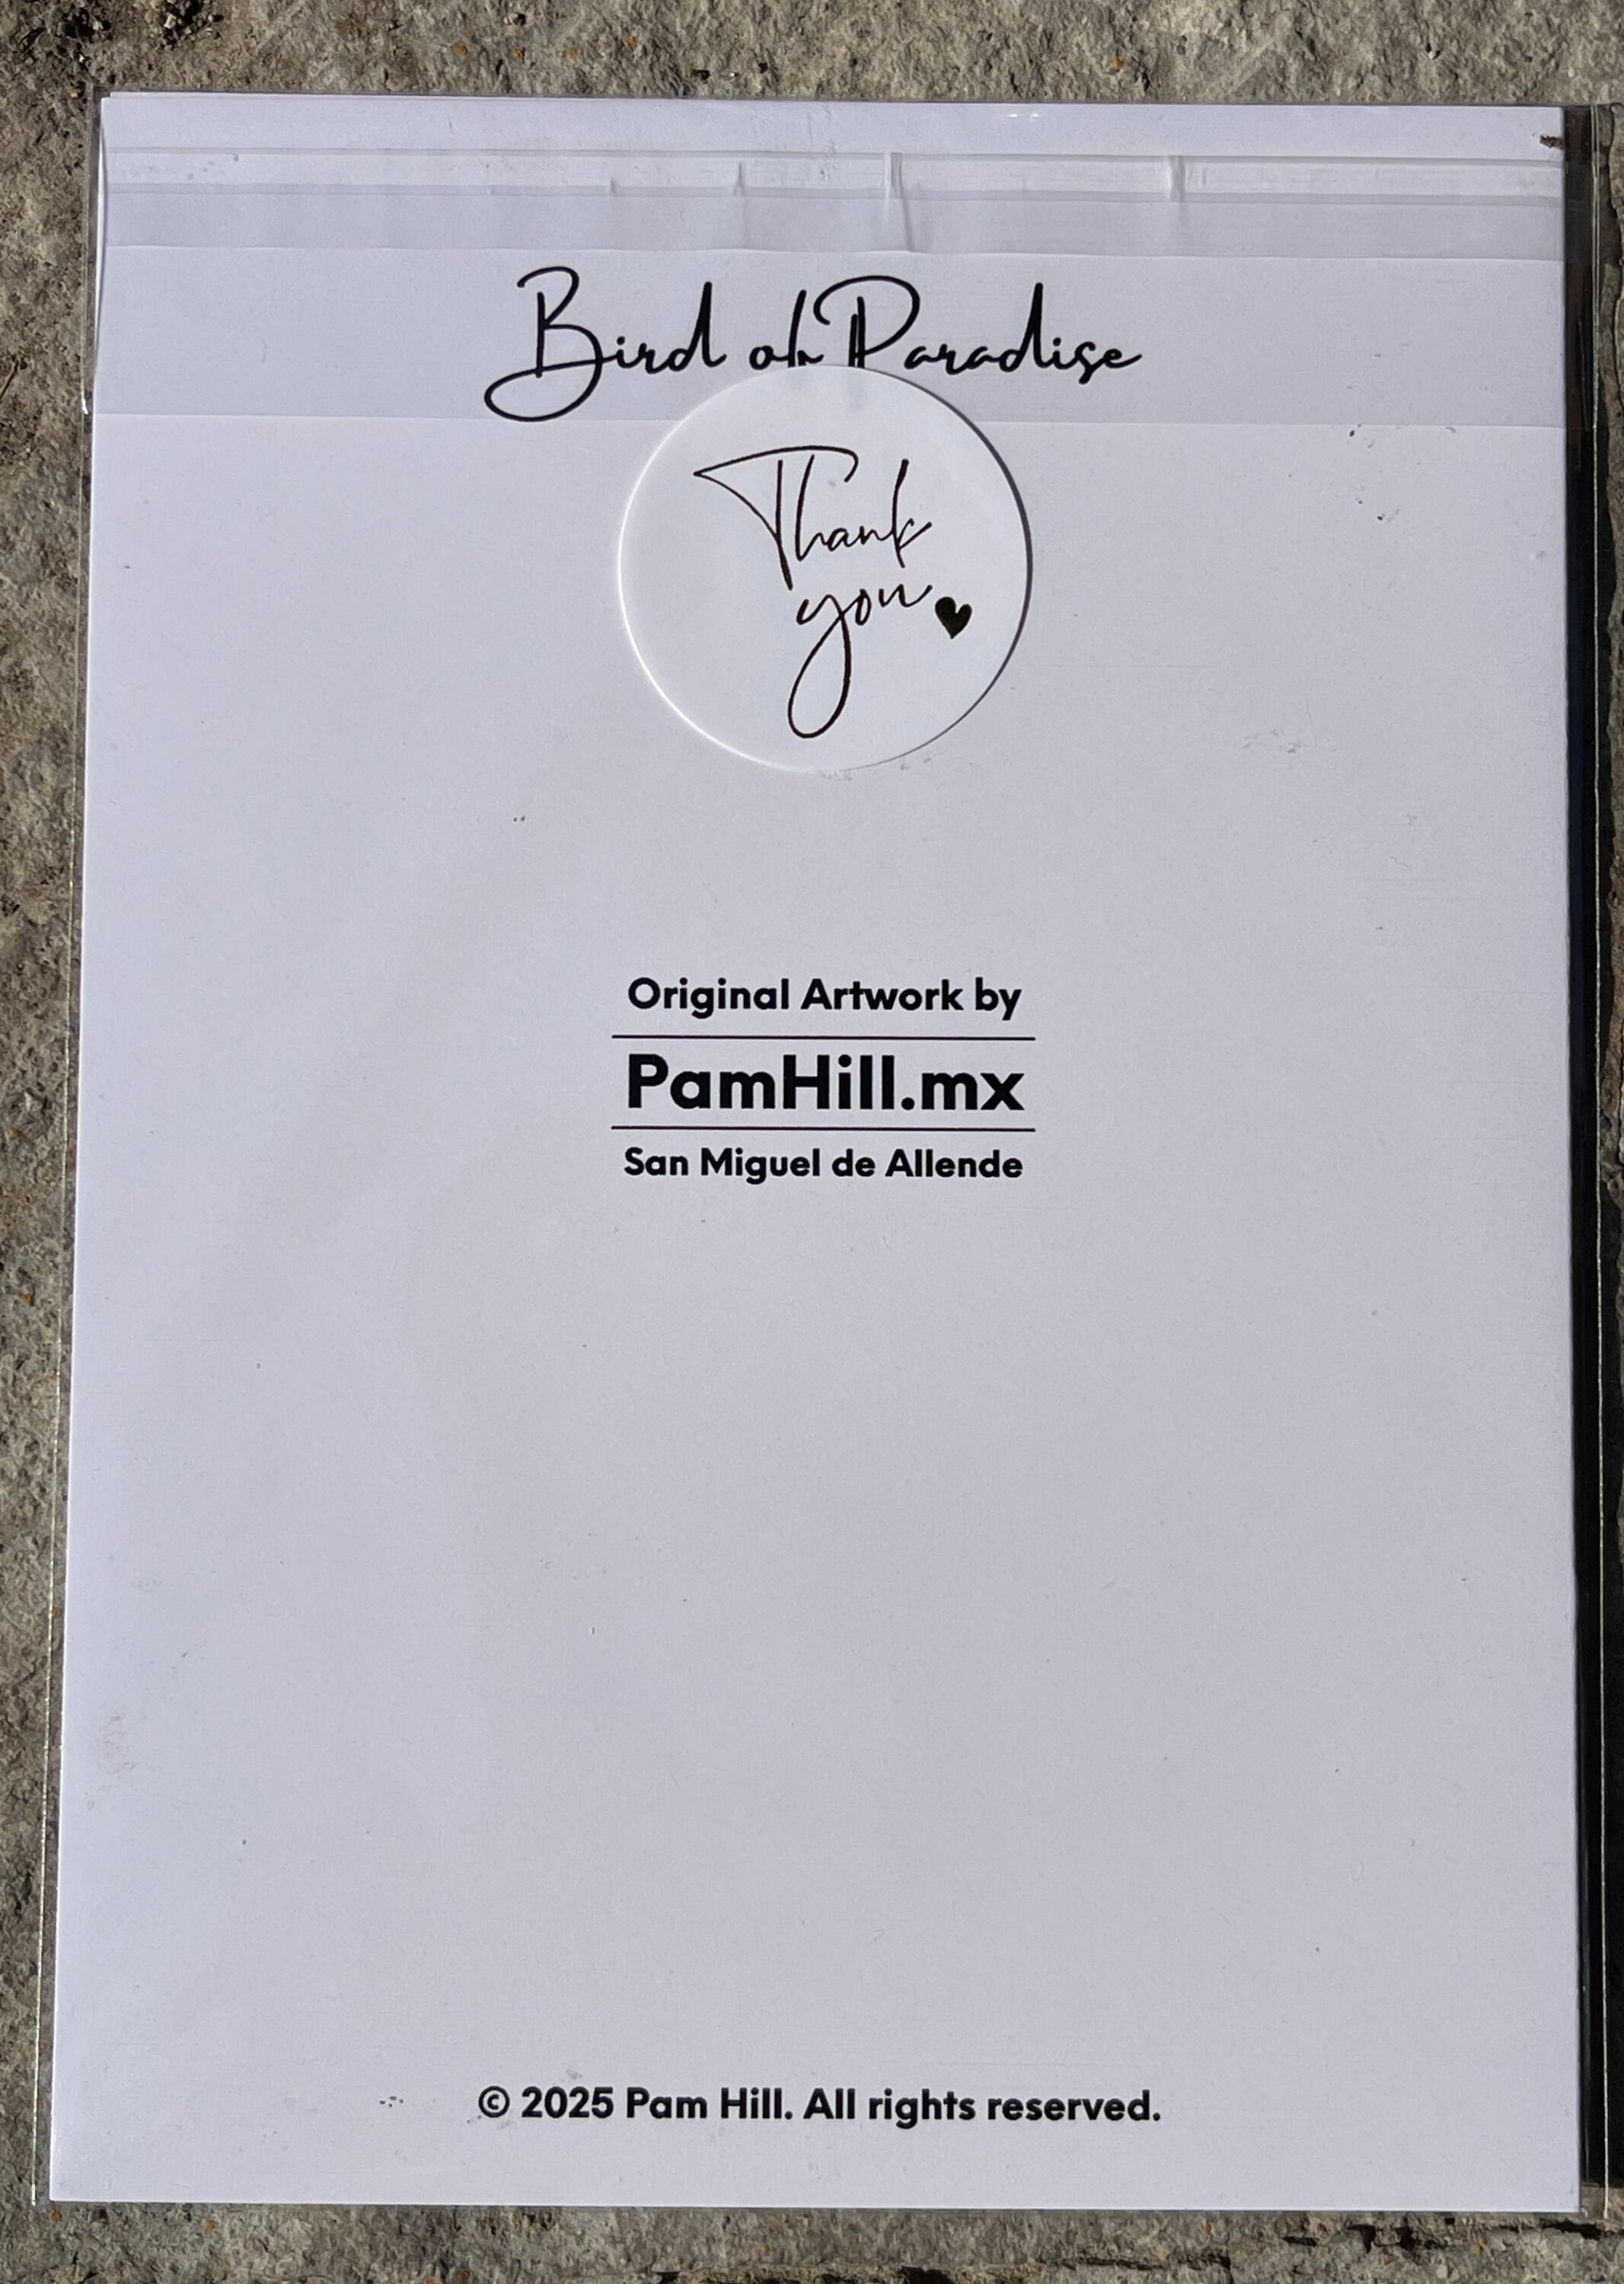 Bird of Paradise
Thank
you
Original Artwork by
PamHill.mx
San Miguel de Allende
© 2025 Pam Hill. All rights reserved.